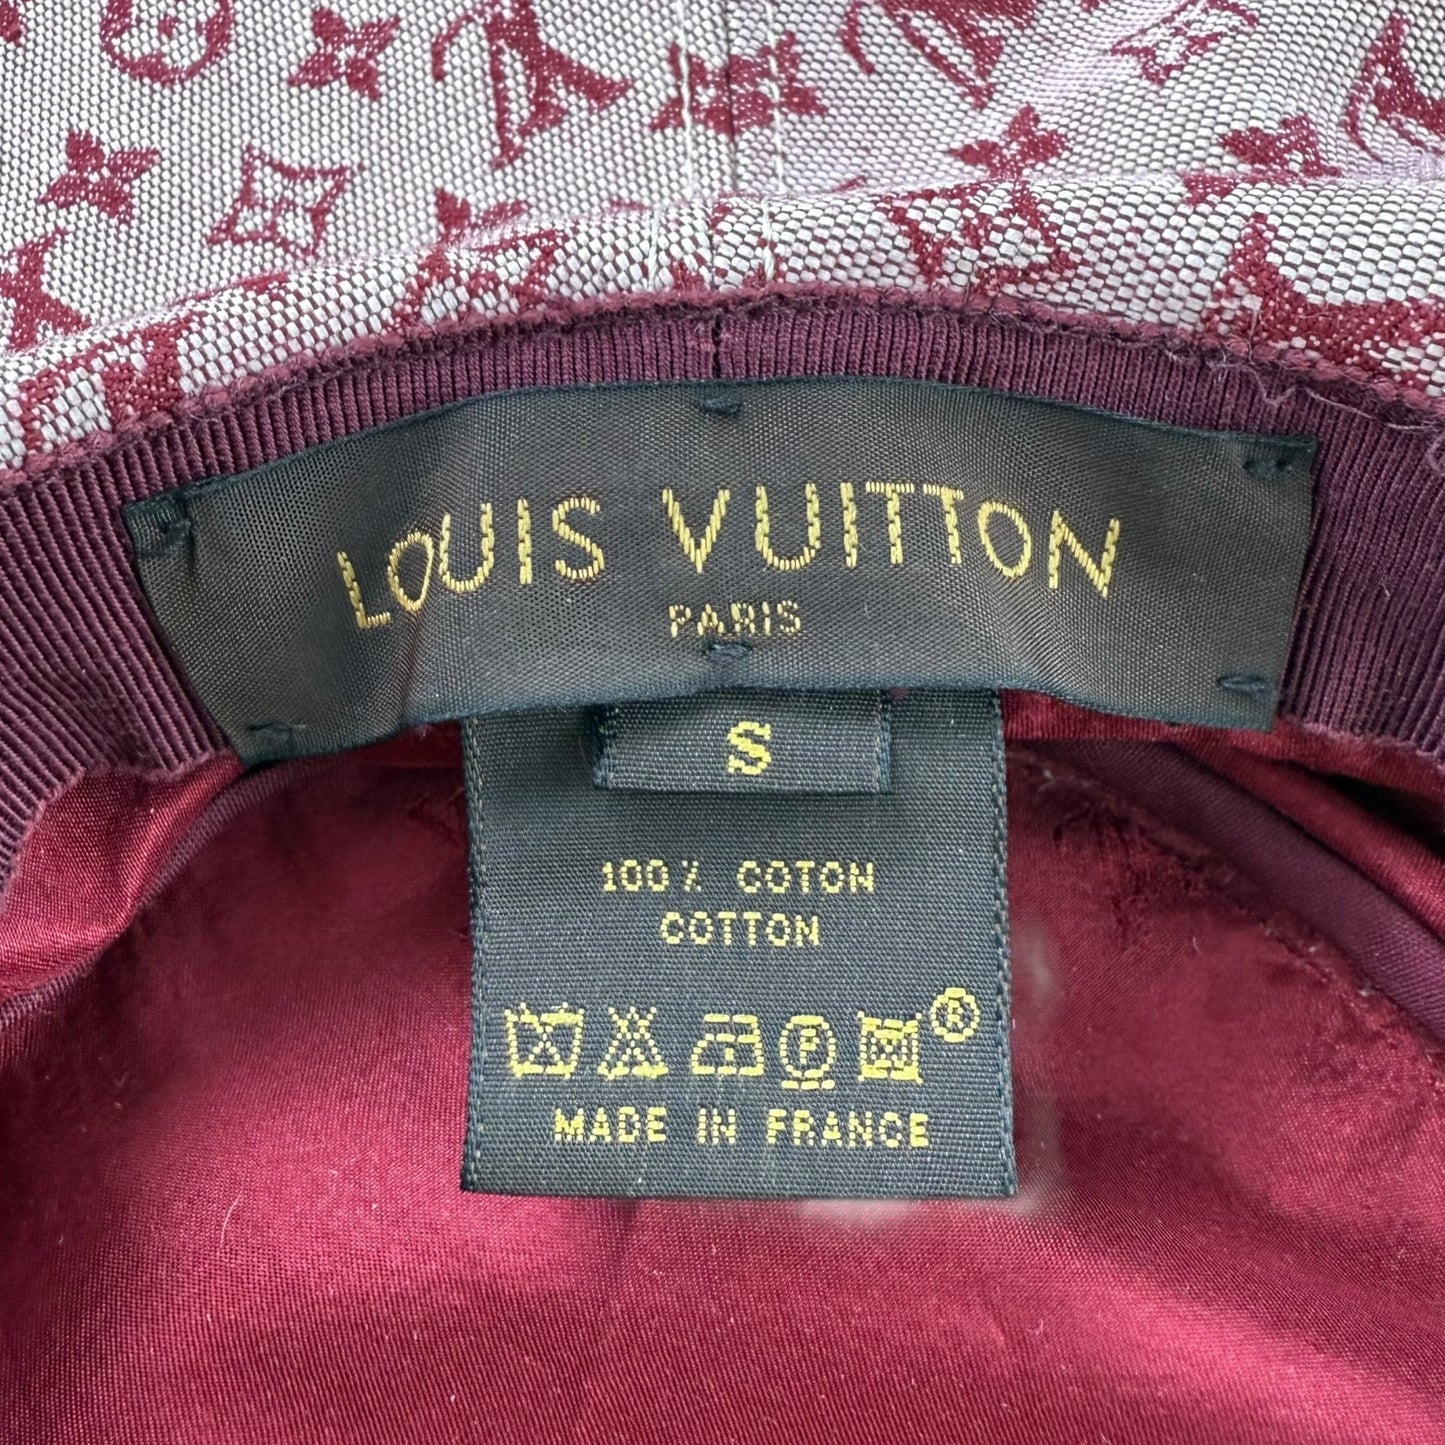 LOUIS VUITTON
PARIS
S
100 % COTON
COTTON
P
®
MADE IN FRANCE